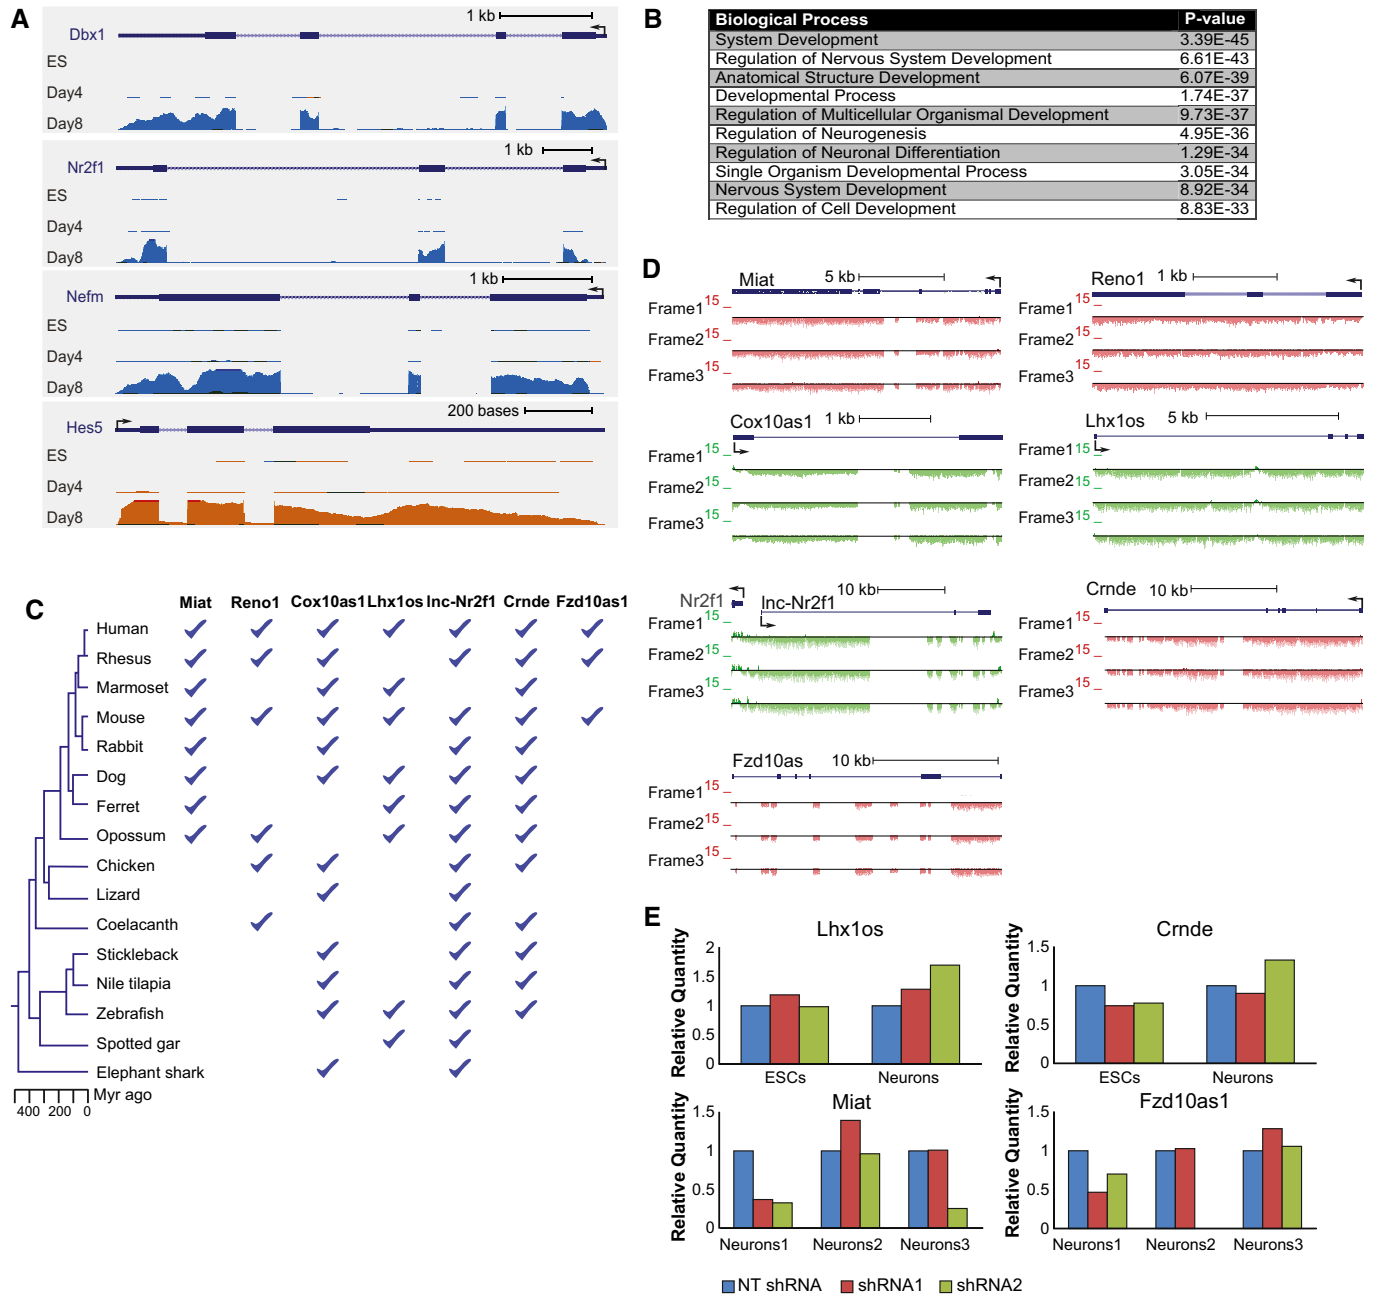 A
1 kb
Dbx1
ES
Day4
Day8
1 kb
Nr2f1
ES
Day4
Day8
1 kb
Nefm
ES
Day4
Day8
200 bases
Hes5
ES
Day4
Day8
B
Biological Process P-value
System Development 3.39E-45
Regulation of Nervous System Development 6.61E-43
Anatomical Structure Development 6.07E-39
Developmental Process 1.74E-37
Regulation of Multicellular Organismal Development 9.73E-37
Regulation of Neurogenesis 4.95E-36
Regulation of Neuronal Differentiation 1.29E-34
Single Organism Developmental Process 3.05E-34
Nervous System Development 8.92E-34
Regulation of Cell Development 8.83E-33
C
Miat Reno1 Cox10as1 Lhx1os lnc-Nr2f1 Crnde Fzd10as1
Human
Rhesus
Marmoset
Mouse
Rabbit
Dog
Ferret
Opossum
Chicken
Lizard
Coelacanth
Stickleback
Nile tilapia
Zebrafish
Spotted gar
Elephant shark
Myr ago
400 200 0
D
Miat 5 kb
Frame1 15
Frame2 15
Frame3 15
Reno1 1 kb
Frame1 15
Frame2 15
Frame3 15
Cox10as1 1 kb
Frame1 15
Frame2 15
Frame3 15
Lhx1os 5 kb
Frame1 15
Frame2 15
Frame3 15
10 kb
Nr2f1 lnc-Nr2f1
Frame1 15
Frame2 15
Frame3 15
Crnde 10 kb
Frame1 15
Frame2 15
Frame3 15
Fzd10as 10 kb
Frame1 15
Frame2 15
Frame3 15
E
Lhx1os
Relative Quantity
2
1.5
1
0.5
0
ESCs Neurons
Crnde
Relative Quantity
1.5
1
0.5
0
ESCs Neurons
Miat
Relative Quantity
1.5
1
0.5
0
Neurons1 Neurons2 Neurons3
Fzd10as1
Relative Quantity
1.5
1
0.5
0
Neurons1 Neurons2 Neurons3
NT shRNA shRNA1 shRNA2